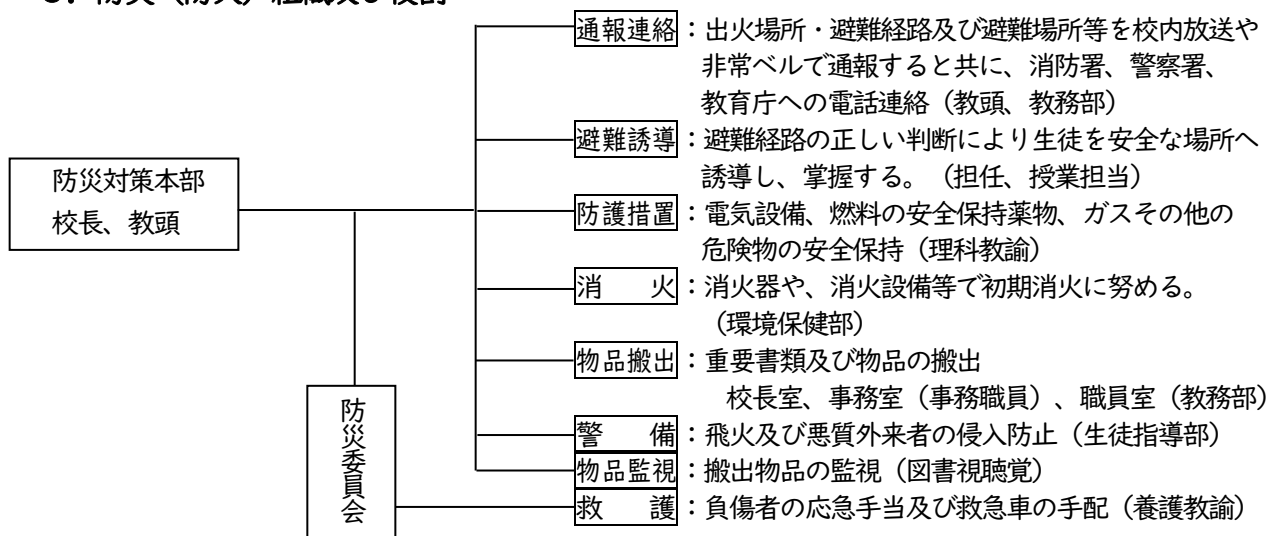 通報連絡：出火場所・避難経路及び避難場所等を校内放送や
非常ベルで通報すると共に、消防署、警察署、
教育庁への電話連絡（教頭、教務部）
避難誘導：避難経路の正しい判断により生徒を安全な場所へ
誘導し、掌握する。（担任、授業担当）
防災対策本部
校長、教頭
防護措置：電気設備、燃料の安全保持薬物、ガスその他の
危険物の安全保持（理科教諭）
消　火：消火器や、消火設備等で初期消火に努める。
（環境保健部）
物品搬出：重要書類及び物品の搬出
校長室、事務室（事務職員）、職員室（教務部）
防災委員会
警　備：飛火及び悪質外来者の侵入防止（生徒指導部）
物品監視：搬出物品の監視（図書視聴覚）
救　護：負傷者の応急手当及び救急車の手配（養護教諭）